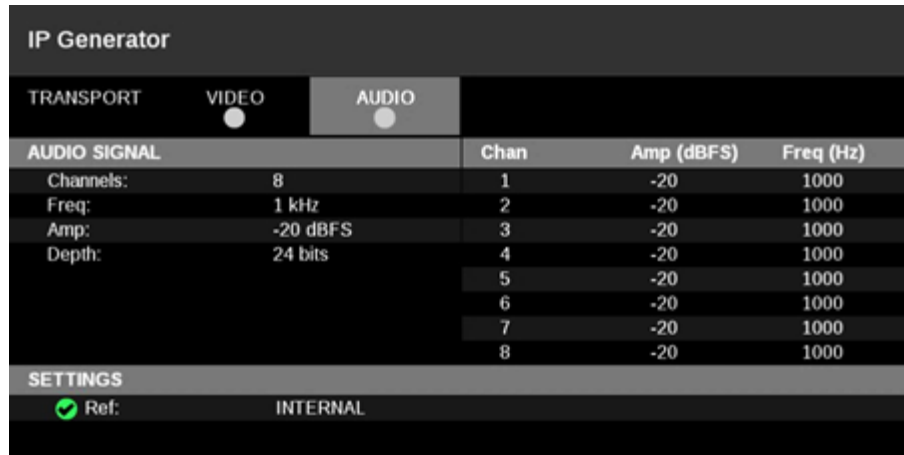 IP Generator
TRANSPORT VIDEO AUDIO
AUDIO SIGNAL Chan Amp (dBFS) Freq (Hz)
Channels: 8 1 -20 1000
Freq: 1 kHz 2 -20 1000
Amp: -20 dBFS 3 -20 1000
Depth: 24 bits 4 -20 1000
5 -20 1000
6 -20 1000
7 -20 1000
8 -20 1000
SETTINGS
Ref: INTERNAL